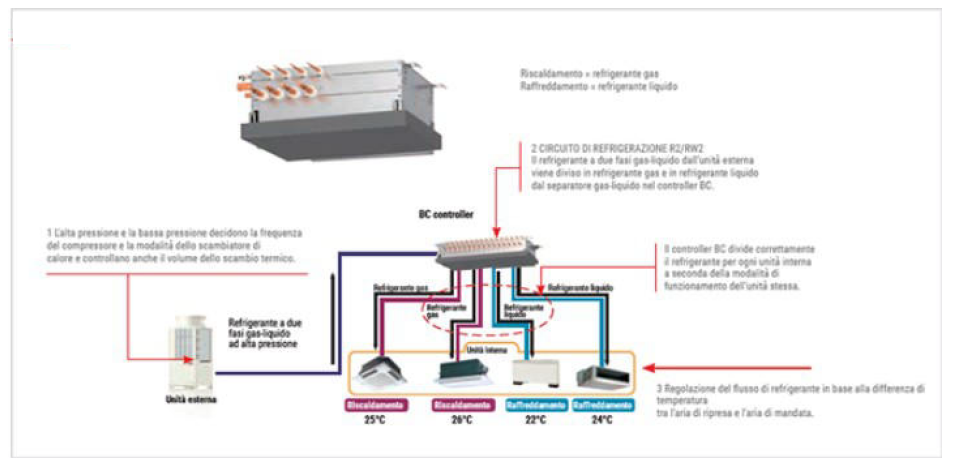 Riscaldamento = refrigerante gas
Raffreddamento = refrigerante liquido
2 CIRCUITO DI REFRIGERAZIONE R2/RW2
Il refrigerante a due fasi gas-liquido dall'unità esterna
viene diviso in refrigerante gas e in refrigerante liquido
dal separatore gas-liquido nel controller BC.
BC controller
1 L'alta pressione e la bassa pressione decidono la frequenza
del compressore e la modalità dello scambiatore di
calore e controllano anche il volume dello scambio termico.
Il controller BC divide correttamente
il refrigerante per ogni unità interna
a seconda della modalità di
funzionamento dell'unità stessa.
Refrigerante gas
Refrigerante
gas
Refrigerante
liquido
Refrigerante liquido
Refrigerante a due
fasi gas-liquido
ad alta pressione
Unità interna
Unità esterna
Riscaldamento
25°C
Riscaldamento
26°C
Raffreddamento
22°C
Raffreddamento
24°C
3 Regolazione del flusso di refrigerante in base alla differenza di
temperatura
tra l'aria di ripresa e l'aria di mandata.